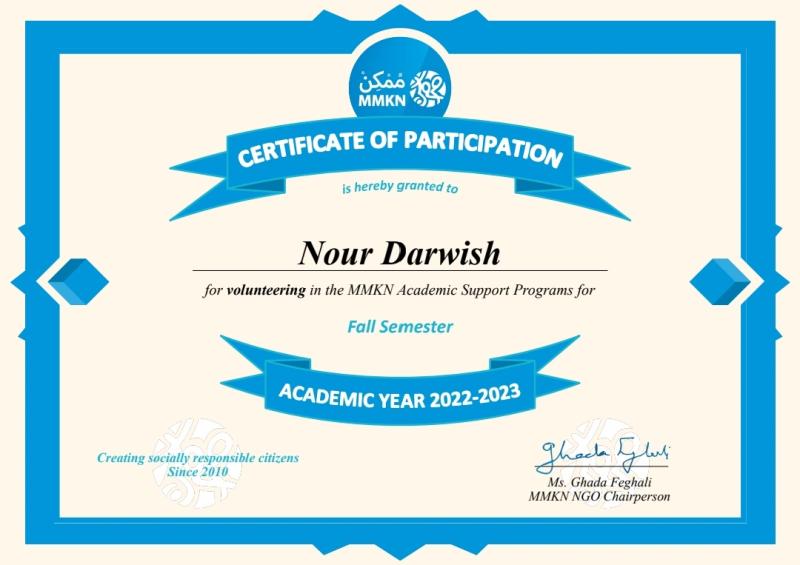 مُمْكِنْ
MMKN
CERTIFICATE OF PARTICIPATION
is hereby granted to
Nour Darwish
for volunteering in the MMKN Academic Support Programs for
Fall Semester
ACADEMIC YEAR 2022-2023
Creating socially responsible citizens
Since 2010
Ghada Feghali
Ms. Ghada Feghali
MMKN NGO Chairperson